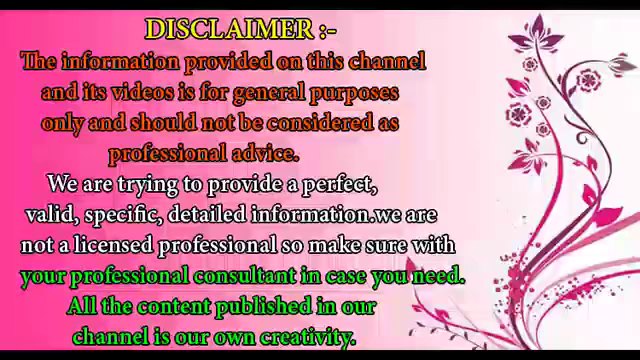 DISCLAIMER :-
The information provided on this channel
and its videos is for general purposes
only and should not be considered as
professional advice.
We are trying to provide a perfect,
valid, specific, detailed information.we are
not a licensed professional so make sure with
your professional consultant in case you need.
All the content published in our
channel is our own creativity.